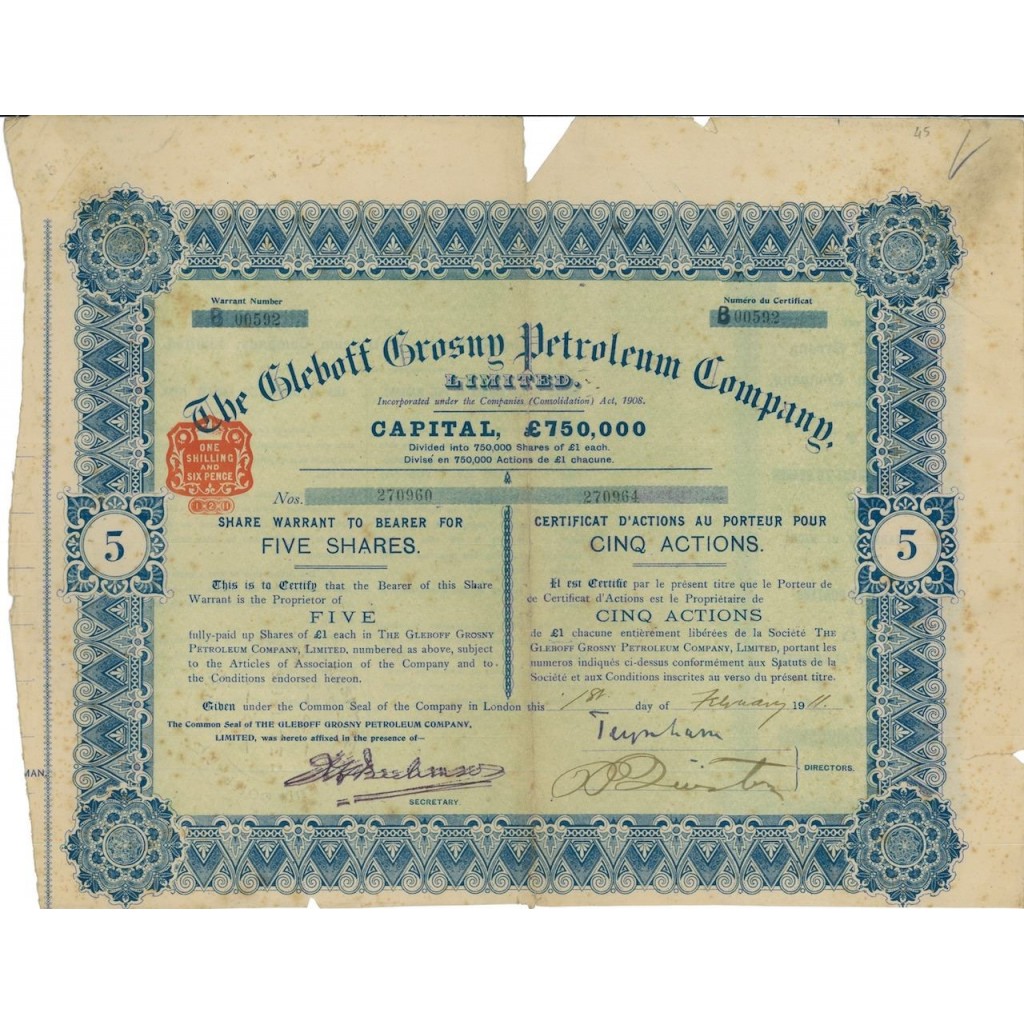 45
Warrant Number
B 00592
Numéro du Certificat
B 00592
The Gleboff Grosny Petroleum Company,
LIMITED.
Incorporated under the Companies (Consolidation) Act, 1908.
CAPITAL, £750,000
Divided into 750,000 Shares of £1 each.
Divisé en 750,000 Actions de £1 chacune.
ONE
SHILLING
AND
SIX PENCE
1·2·11
Nos. 270960 270964
SHARE WARRANT TO BEARER FOR
FIVE SHARES.
This is to Certify that the Bearer of this Share
Warrant is the Proprietor of
FIVE
fully-paid up Shares of £1 each in THE GLEBOFF GROSNY
PETROLEUM COMPANY, LIMITED, numbered as above, subject
to the Articles of Association of the Company and to
the Conditions endorsed hereon.
CERTIFICAT D'ACTIONS AU PORTEUR POUR
CINQ ACTIONS.
Il est Certifié par le présent titre que le Porteur de
ce Certificat d'Actions est le Propriétaire de
CINQ ACTIONS
de £1 chacune entièrement libérées de la Société THE
GLEBOFF GROSNY PETROLEUM COMPANY, LIMITED, portant les
numeros indiqués ci-dessus conformément aux Statuts de la
Société et aux Conditions inscrites au verso du présent titre.
5
5
Given under the Common Seal of the Company in London this 1st. day of February 1911.
The Common Seal of THE GLEBOFF GROSNY PETROLEUM COMPANY,
LIMITED, was hereto affixed in the presence of—
Teynham
DIRECTORS.
SECRETARY
MAN.